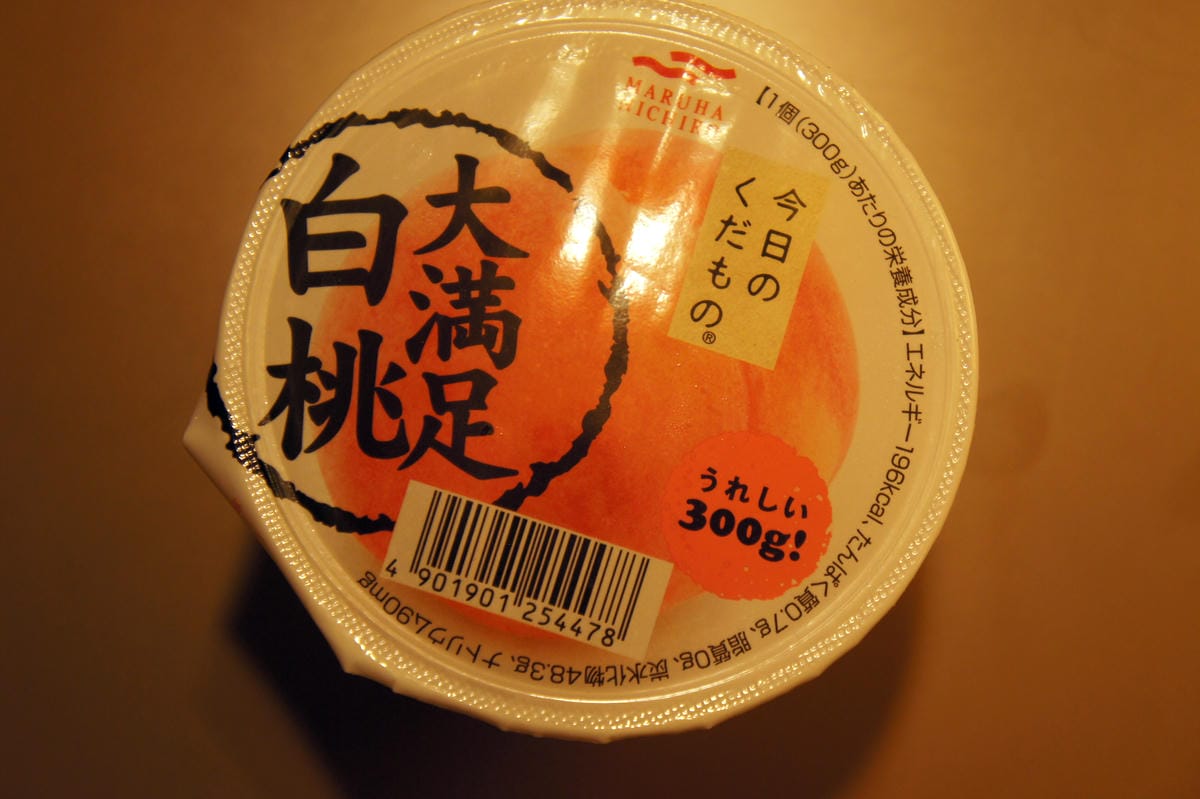 MARUHA
NICHIRO
今日の
くだもの®
大満足
白桃
うれしい
300g!
4 901901 254478
【1個(300g)あたりの栄養成分】エネルギー196kcal、たんぱく質0.7g、脂質0g、炭水化物48.3g、ナトリウム90mg